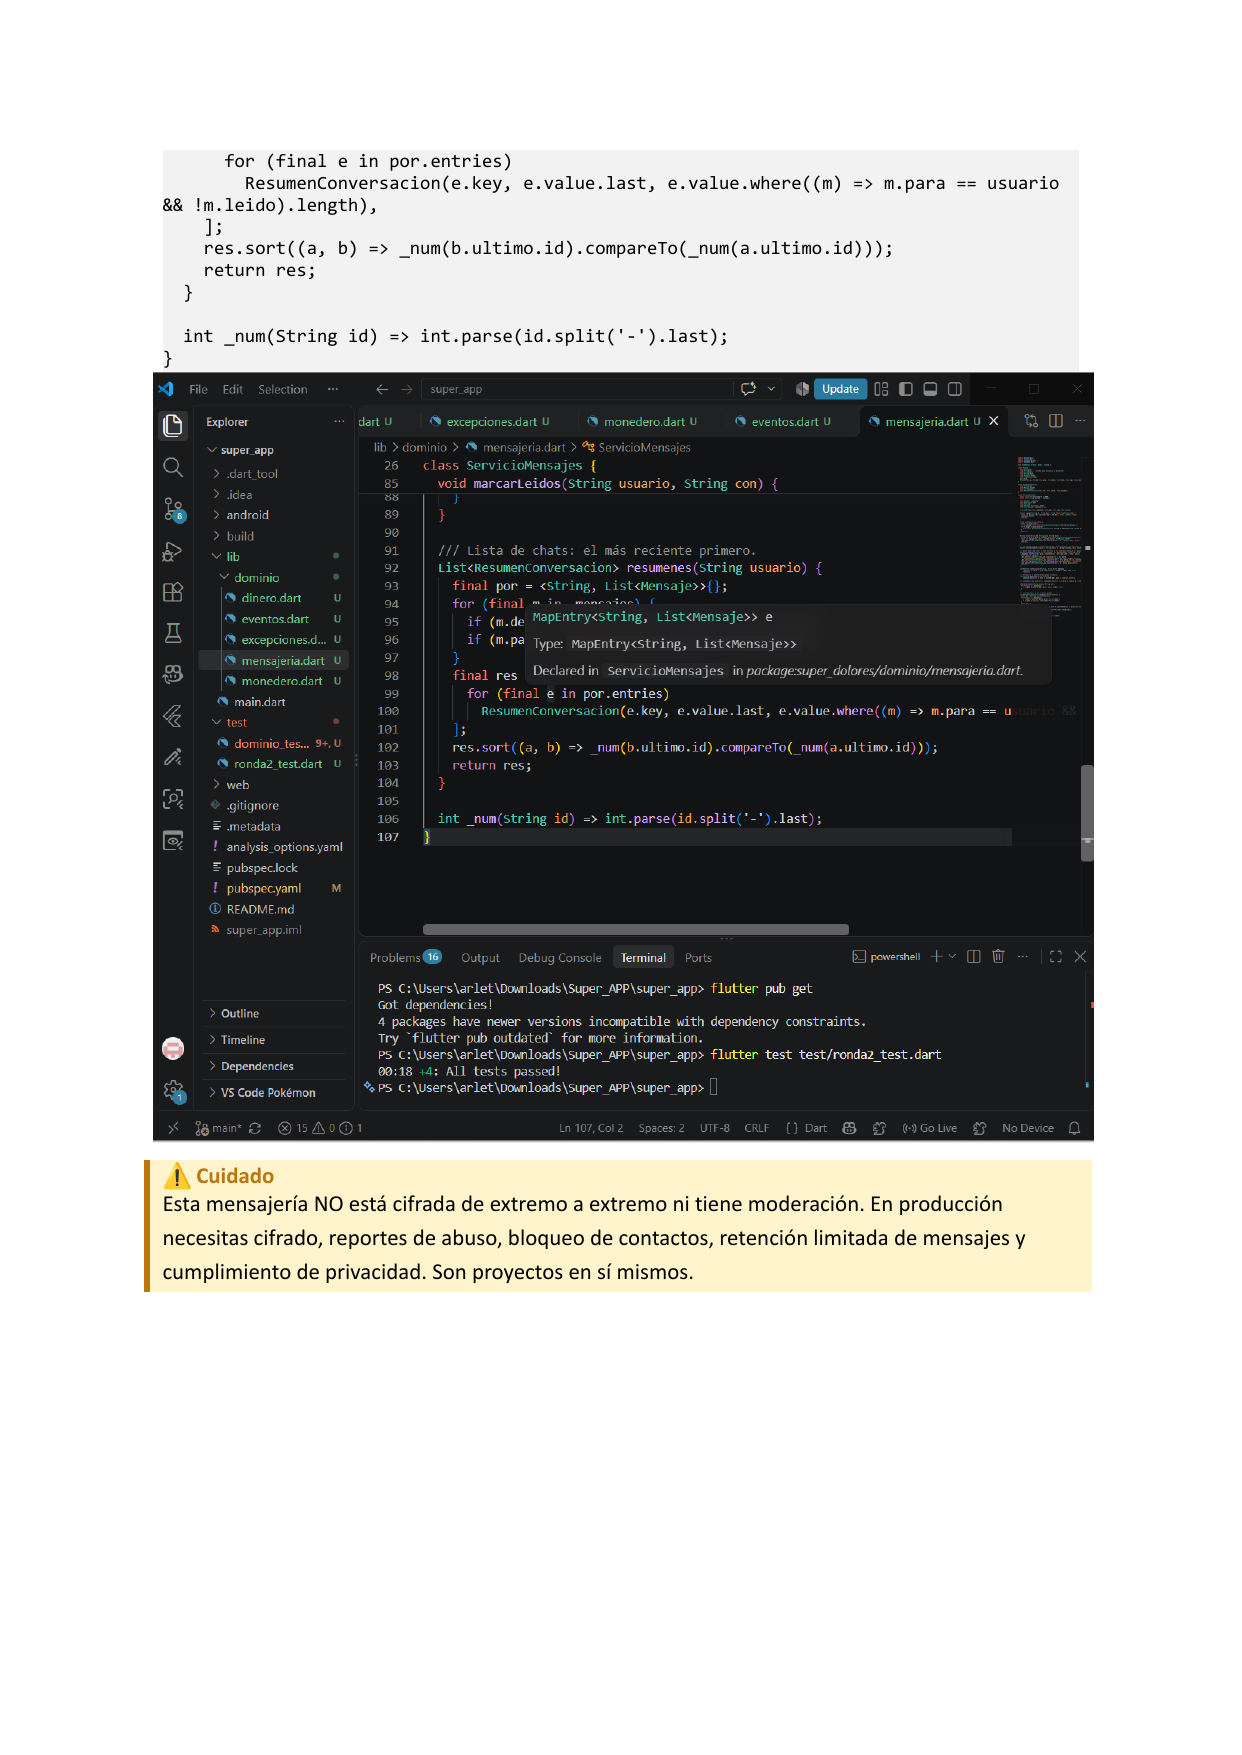 for (final e in por.entries)
ResumenConversacion(e.key, e.value.last, e.value.where((m) => m.para == usuario
&& !m.leido).length),
];
res.sort((a, b) => _num(b.ultimo.id).compareTo(_num(a.ultimo.id)));
return res;
}
int _num(String id) => int.parse(id.split('-').last);
}
File Edit Selection ··· super_app Update
Explorer ···
super_app
.dart_tool
.idea
android
build
lib
dominio
dinero.dart U
eventos.dart U
excepciones.d... U
mensajeria.dart U
monedero.dart U
main.dart
test
dominio_tes... 9+, U
ronda2_test.dart U
web
.gitignore
.metadata
analysis_options.yaml
pubspec.lock
pubspec.yaml M
README.md
super_app.iml
Outline
Timeline
Dependencies
VS Code Pokémon
8
1
dart U excepciones.dart U monedero.dart U eventos.dart U mensajeria.dart U
lib > dominio > mensajeria.dart > ServicioMensajes
26 class ServicioMensajes {
85 void marcarLeidos(String usuario, String con) {
88 }
89 }
90
91 /// Lista de chats: el más reciente primero.
92 List<ResumenConversacion> resumenes(String usuario) {
93 final por = <String, List<Mensaje>>{};
94 for (final m in _mensajes) {
95 if (m.de
96 if (m.pa
97 }
98 final res
99 for (final e in por.entries)
100 ResumenConversacion(e.key, e.value.last, e.value.where((m) => m.para == usuario &&
101 ];
102 res.sort((a, b) => _num(b.ultimo.id).compareTo(_num(a.ultimo.id)));
103 return res;
104 }
105
106 int _num(String id) => int.parse(id.split('-').last);
107 }
MapEntry<String, List<Mensaje>> e
Type: MapEntry<String, List<Mensaje>>
Declared in ServicioMensajes in package:super_dolores/dominio/mensajeria.dart.
Problems 16 Output Debug Console Terminal Ports powershell
PS C:\Users\arlet\Downloads\Super_APP\super_app> flutter pub get
Got dependencies!
4 packages have newer versions incompatible with dependency constraints.
Try `flutter pub outdated` for more information.
PS C:\Users\arlet\Downloads\Super_APP\super_app> flutter test test/ronda2_test.dart
00:18 +4: All tests passed!
PS C:\Users\arlet\Downloads\Super_APP\super_app>
main* 15 0 1 Ln 107, Col 2 Spaces: 2 UTF-8 CRLF { } Dart Go Live No Device
⚠️ Cuidado
Esta mensajería NO está cifrada de extremo a extremo ni tiene moderación. En producción
necesitas cifrado, reportes de abuso, bloqueo de contactos, retención limitada de mensajes y
cumplimiento de privacidad. Son proyectos en sí mismos.